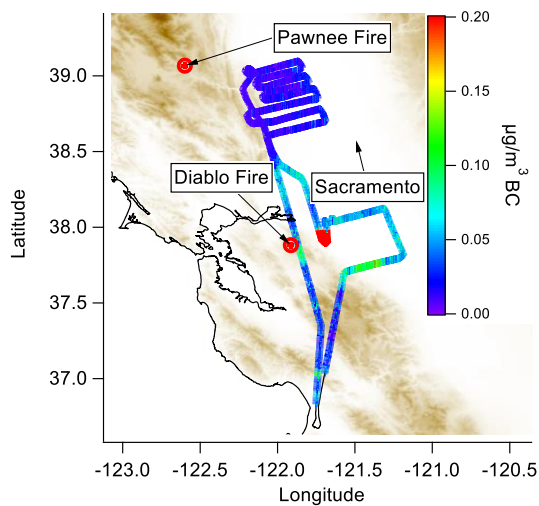 Pawnee Fire
Diablo Fire
Sacramento
39.0
38.5
38.0
37.5
37.0
Latitude
-123.0
-122.5
-122.0
-121.5
-121.0
-120.5
Longitude
0.20
0.15
0.10
0.05
0.00
µg/m³ BC